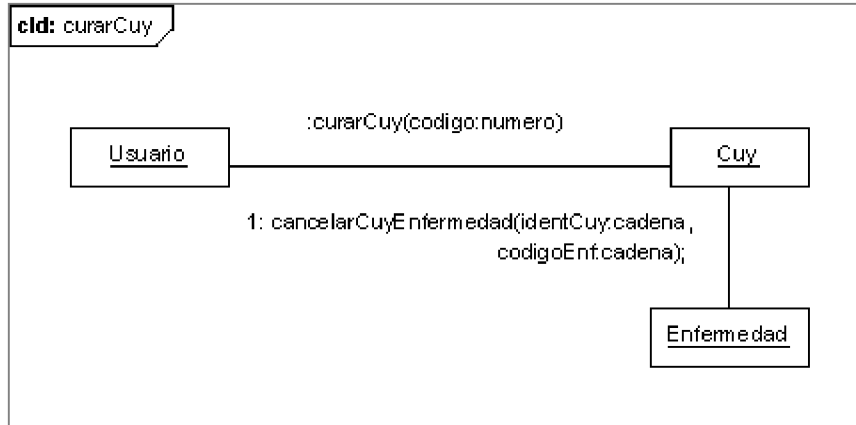 cld: curarCuy
:curarCuy(codigo:numero)
Usuario
Cuy
1: cancelarCuyEnfermedad(identCuy:cadena,
codigoEnf:cadena);
Enfermedad